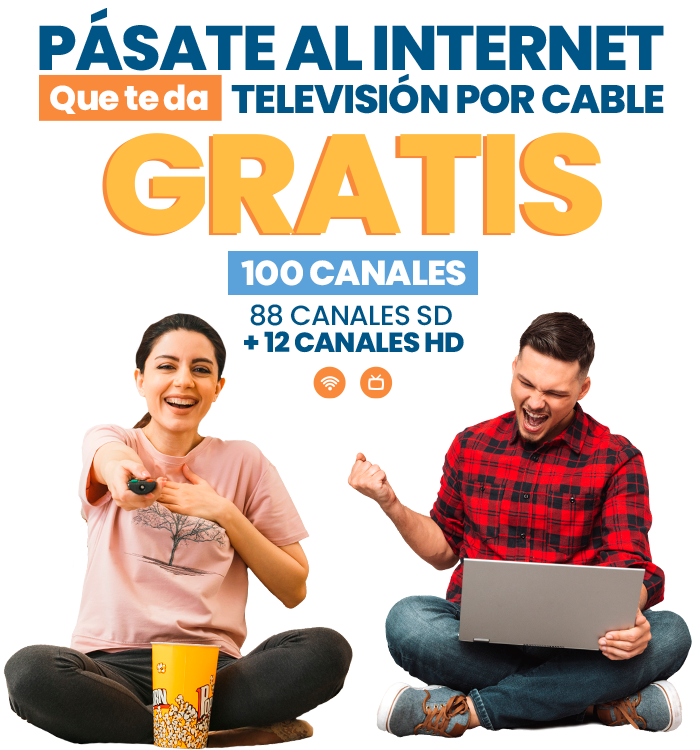 PÁSATE AL INTERNET
Que te da TELEVISIÓN POR CABLE
GRATIS
100 CANALES
88 CANALES SD
+ 12 CANALES HD